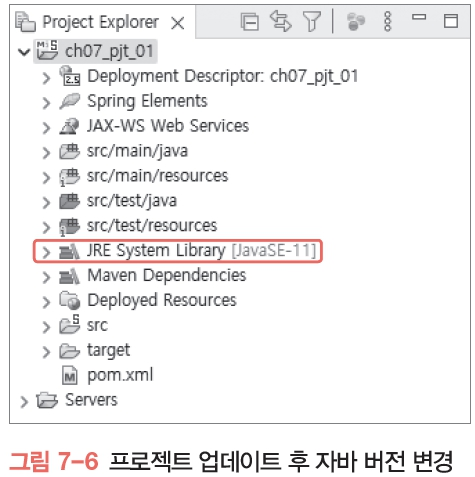 Project Explorer
ch07_pjt_01
Deployment Descriptor: ch07_pjt_01
Spring Elements
JAX-WS Web Services
src/main/java
src/main/resources
src/test/java
src/test/resources
JRE System Library [JavaSE-11]
Maven Dependencies
Deployed Resources
src
target
pom.xml
Servers
그림 7-6 프로젝트 업데이트 후 자바 버전 변경